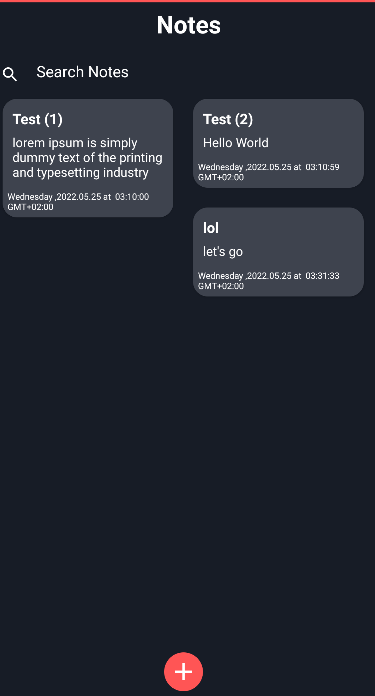 Notes
Search Notes
Test (1)
lorem ipsum is simply
dummy text of the printing
and typesetting industry
Wednesday ,2022.05.25 at  03:10:00
GMT+02:00
Test (2)
Hello World
Wednesday ,2022.05.25 at  03:10:59
GMT+02:00
lol
let's go
Wednesday ,2022.05.25 at  03:31:33
GMT+02:00